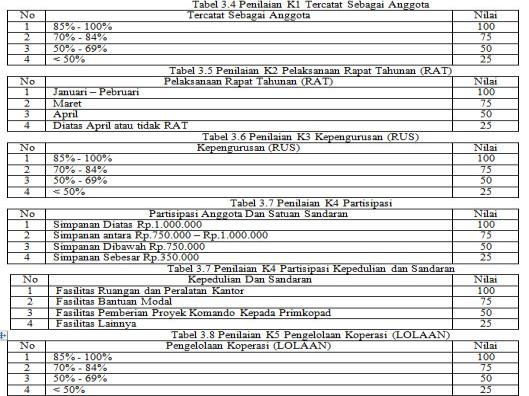 Tabel 3.4 Penilaian K1 Tercatat Sebagai Anggota
No Tercatat Sebagai Anggota Nilai
1 85% - 100% 100
2 70% - 84% 75
3 50% - 69% 50
4 < 50% 25
Tabel 3.5 Penilaian K2 Pelaksanaan Rapat Tahunan (RAT)
No Pelaksanaan Rapat Tahunan (RAT) Nilai
1 Januari – Pebruari 100
2 Maret 75
3 April 50
4 Diatas April atau tidak RAT 25
Tabel 3.6 Penilaian K3 Kepengurusan (RUS)
No Kepengurusan (RUS) Nilai
1 85% - 100% 100
2 70% - 84% 75
3 50% - 69% 50
4 < 50% 25
Tabel 3.7 Penilaian K4 Partisipasi
No Partisipasi Anggota Dan Satuan Sandaran Nilai
1 Simpanan Diatas Rp.1.000.000 100
2 Simpanan antara Rp.750.000 – Rp.1.000.000 75
3 Simpanan Dibawah Rp.750.000 50
4 Simpanan Sebesar Rp.350.000 25
Tabel 3.7 Penilaian K4 Partisipasi Kepedulian dan Sandaran
No Kepedulian Dan Sandaran Nilai
1 Fasilitas Ruangan dan Peralatan Kantor 100
2 Fasilitas Bantuan Modal 75
3 Fasilitas Pemberian Proyek Komando Kepada Primkopad 50
4 Fasilitas Lainnya 25
Tabel 3.8 Penilaian K5 Pengelolaan Koperasi (LOLAAN)
No Pengelolaan Koperasi (LOLAAN) Nilai
1 85% - 100% 100
2 70% - 84% 75
3 50% - 69% 50
4 < 50% 25